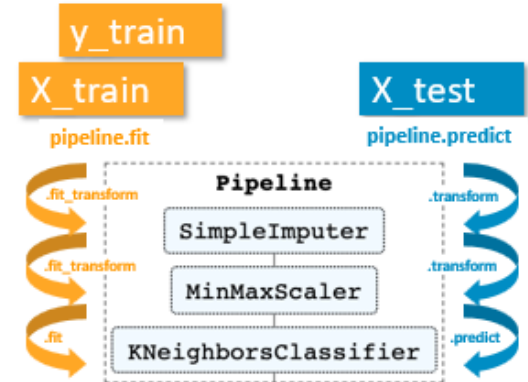 y_train
X_train
X_test
pipeline.fit
pipeline.predict
Pipeline
.fit_transform
.transform
SimpleImputer
.fit_transform
.transform
MinMaxScaler
.fit
.predict
KNeighborsClassifier